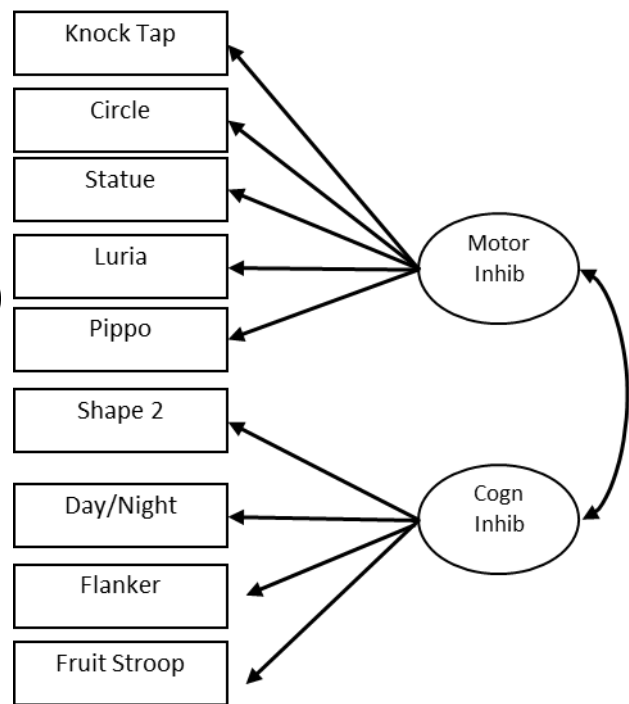 Knock Tap
Circle
Statue
Luria
Pippo
Shape 2
Day/Night
Flanker
Fruit Stroop
Motor
Inhib
Cogn
Inhib